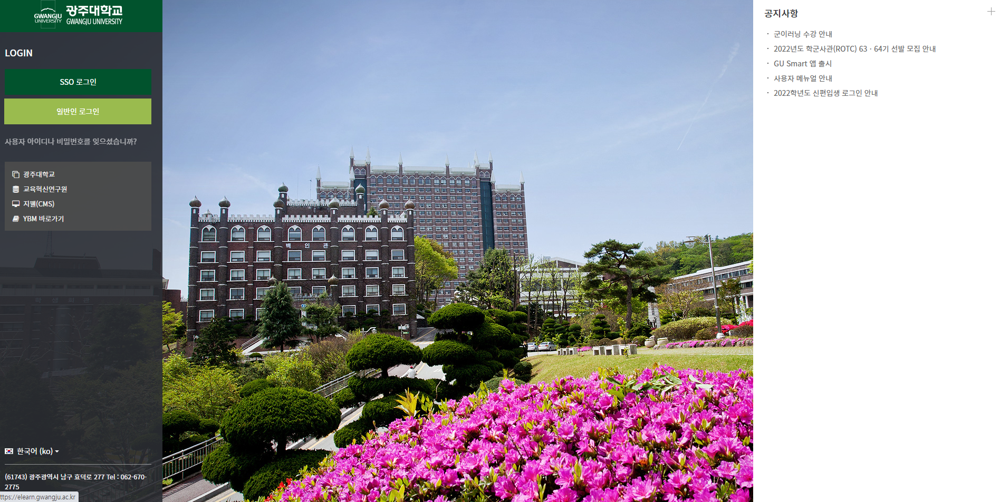 GWANGJU
UNIVERSITY
광주대학교
GWANGJU UNIVERSITY
LOGIN
SSO 로그인
일반인 로그인
사용자 아이디나 비밀번호를 잊으셨습니까?
광주대학교
교육혁신연구원
지웰(CMS)
YBM 바로가기
학 생 회 관
한국어 (ko)
(61743) 광주광역시 남구 효덕로 277 Tel : 062-670-
2775
ttps://elearn.gwangju.ac.kr
백 인 관
공지사항
· 군이러닝 수강 안내
· 2022년도 학군사관(ROTC) 63 · 64기 선발 모집 안내
· GU Smart 앱 출시
· 사용자 메뉴얼 안내
· 2022학년도 신편입생 로그인 안내